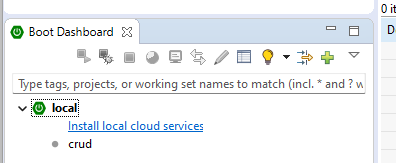 0 it
Boot Dashboard
D
Type tags, projects, or working set names to match (incl. * and ? w
local
Install local cloud services
crud